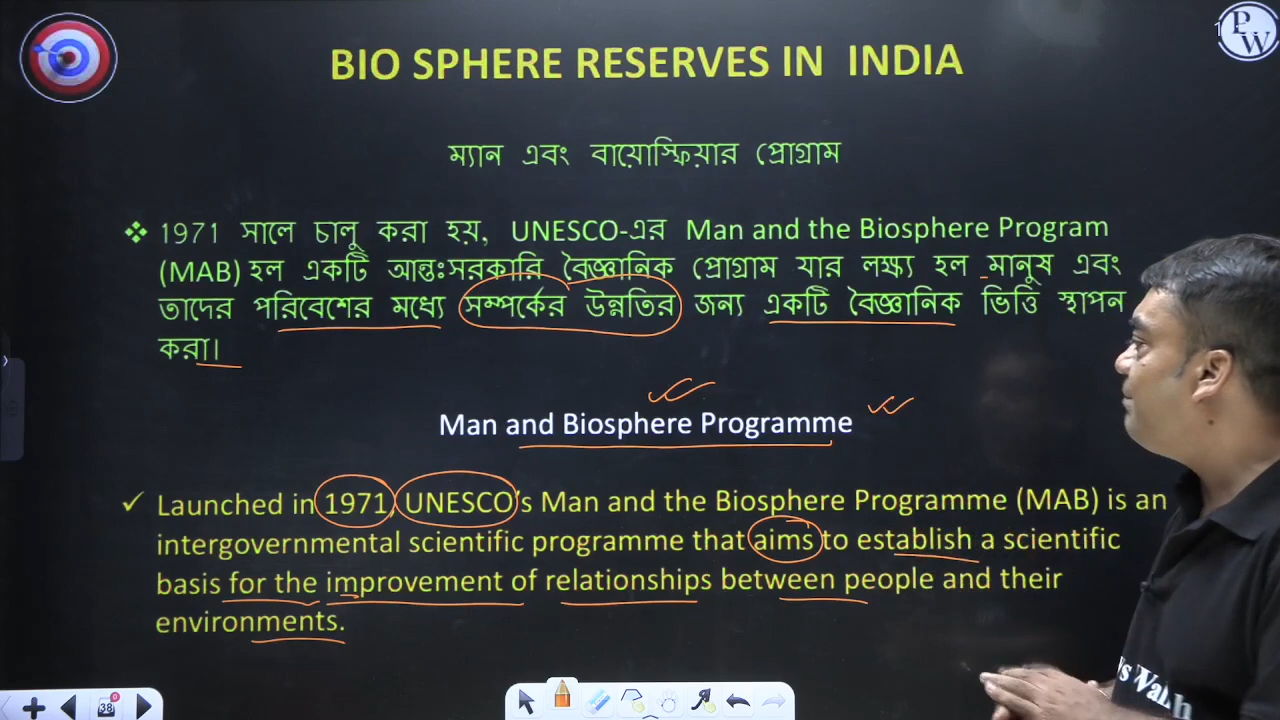 BIO SPHERE RESERVES IN INDIA
PW
ম্যান এবং বায়োস্ফিয়ার প্রোগ্রাম
1971 সালে চালু করা হয়, UNESCO-এর Man and the Biosphere Program
(MAB) হল একটি আন্তঃসরকারি বৈজ্ঞানিক প্রোগ্রাম যার লক্ষ্য হল মানুষ এবং
তাদের পরিবেশের মধ্যে সম্পর্কের উন্নতির জন্য একটি বৈজ্ঞানিক ভিত্তি স্থাপন
করা।
Man and Biosphere Programme
Launched in 1971, UNESCO's Man and the Biosphere Programme (MAB) is an
intergovernmental scientific programme that aims to establish a scientific
basis for the improvement of relationships between people and their
environments.
38
0